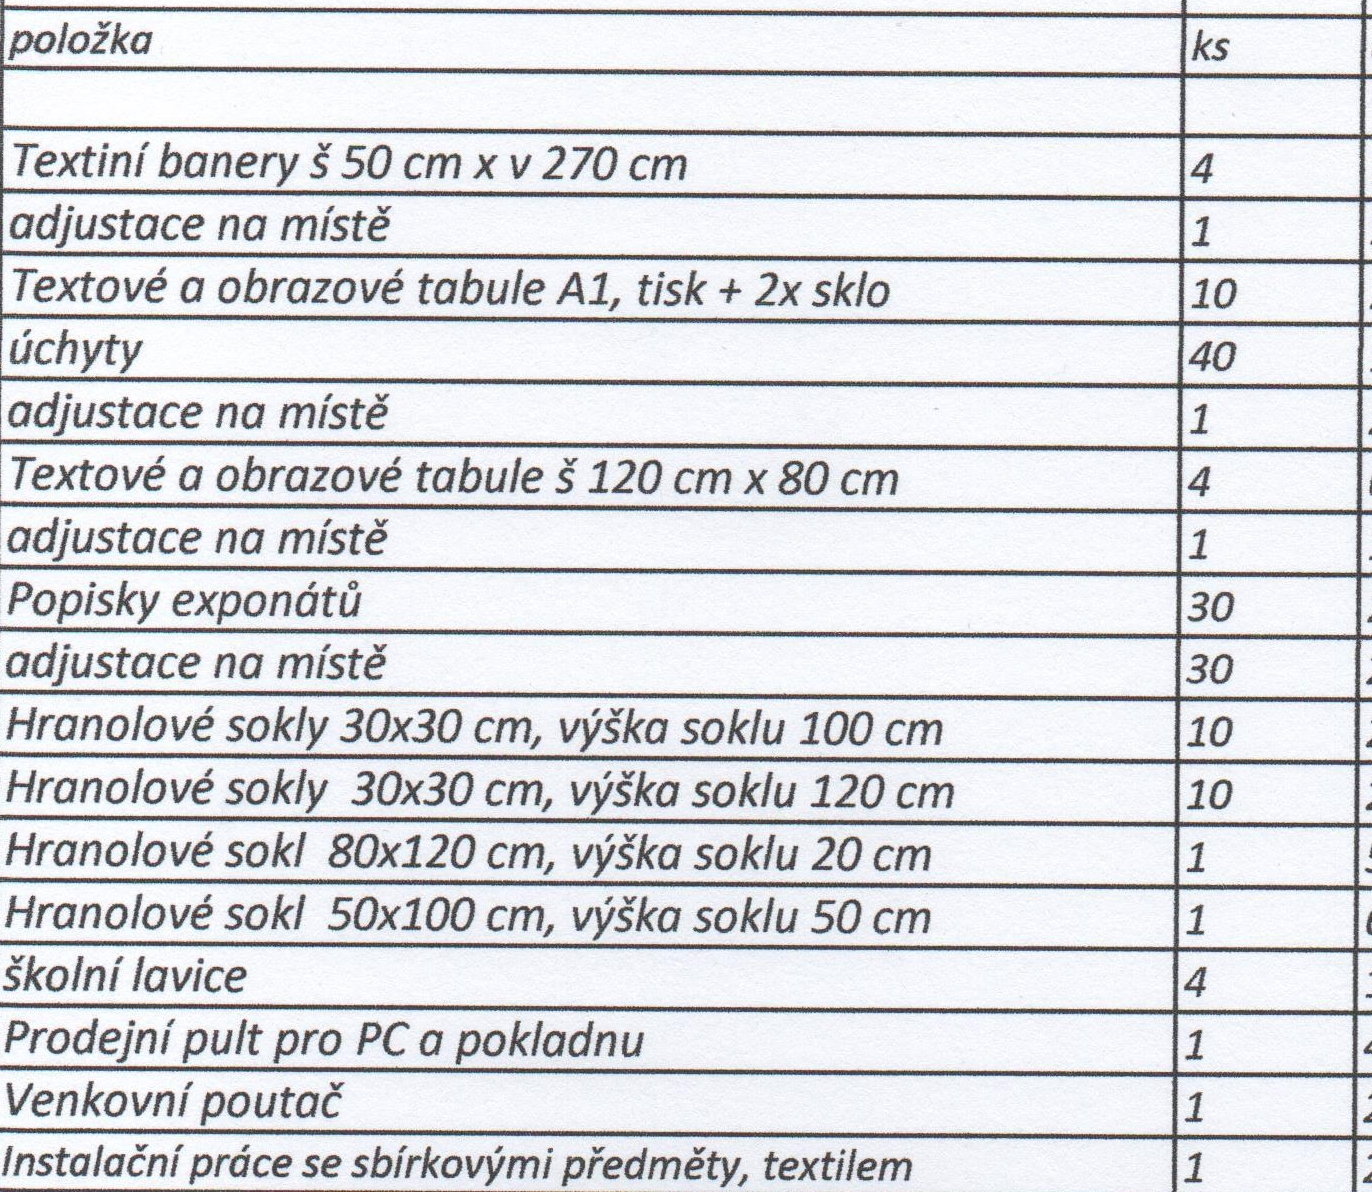 položka ks
Textiní banery š 50 cm x v 270 cm 4
adjustace na místě 1
Textové a obrazové tabule A1, tisk + 2x sklo 10
úchyty 40
adjustace na místě 1
Textové a obrazové tabule š 120 cm x 80 cm 4
adjustace na místě 1
Popisky exponátů 30
adjustace na místě 30
Hranolové sokly 30x30 cm, výška soklu 100 cm 10
Hranolové sokly 30x30 cm, výška soklu 120 cm 10
Hranolové sokl 80x120 cm, výška soklu 20 cm 1
Hranolové sokl 50x100 cm, výška soklu 50 cm 1
školní lavice 4
Prodejní pult pro PC a pokladnu 1
Venkovní poutač 1
Instalační práce se sbírkovými předměty, textilem 1